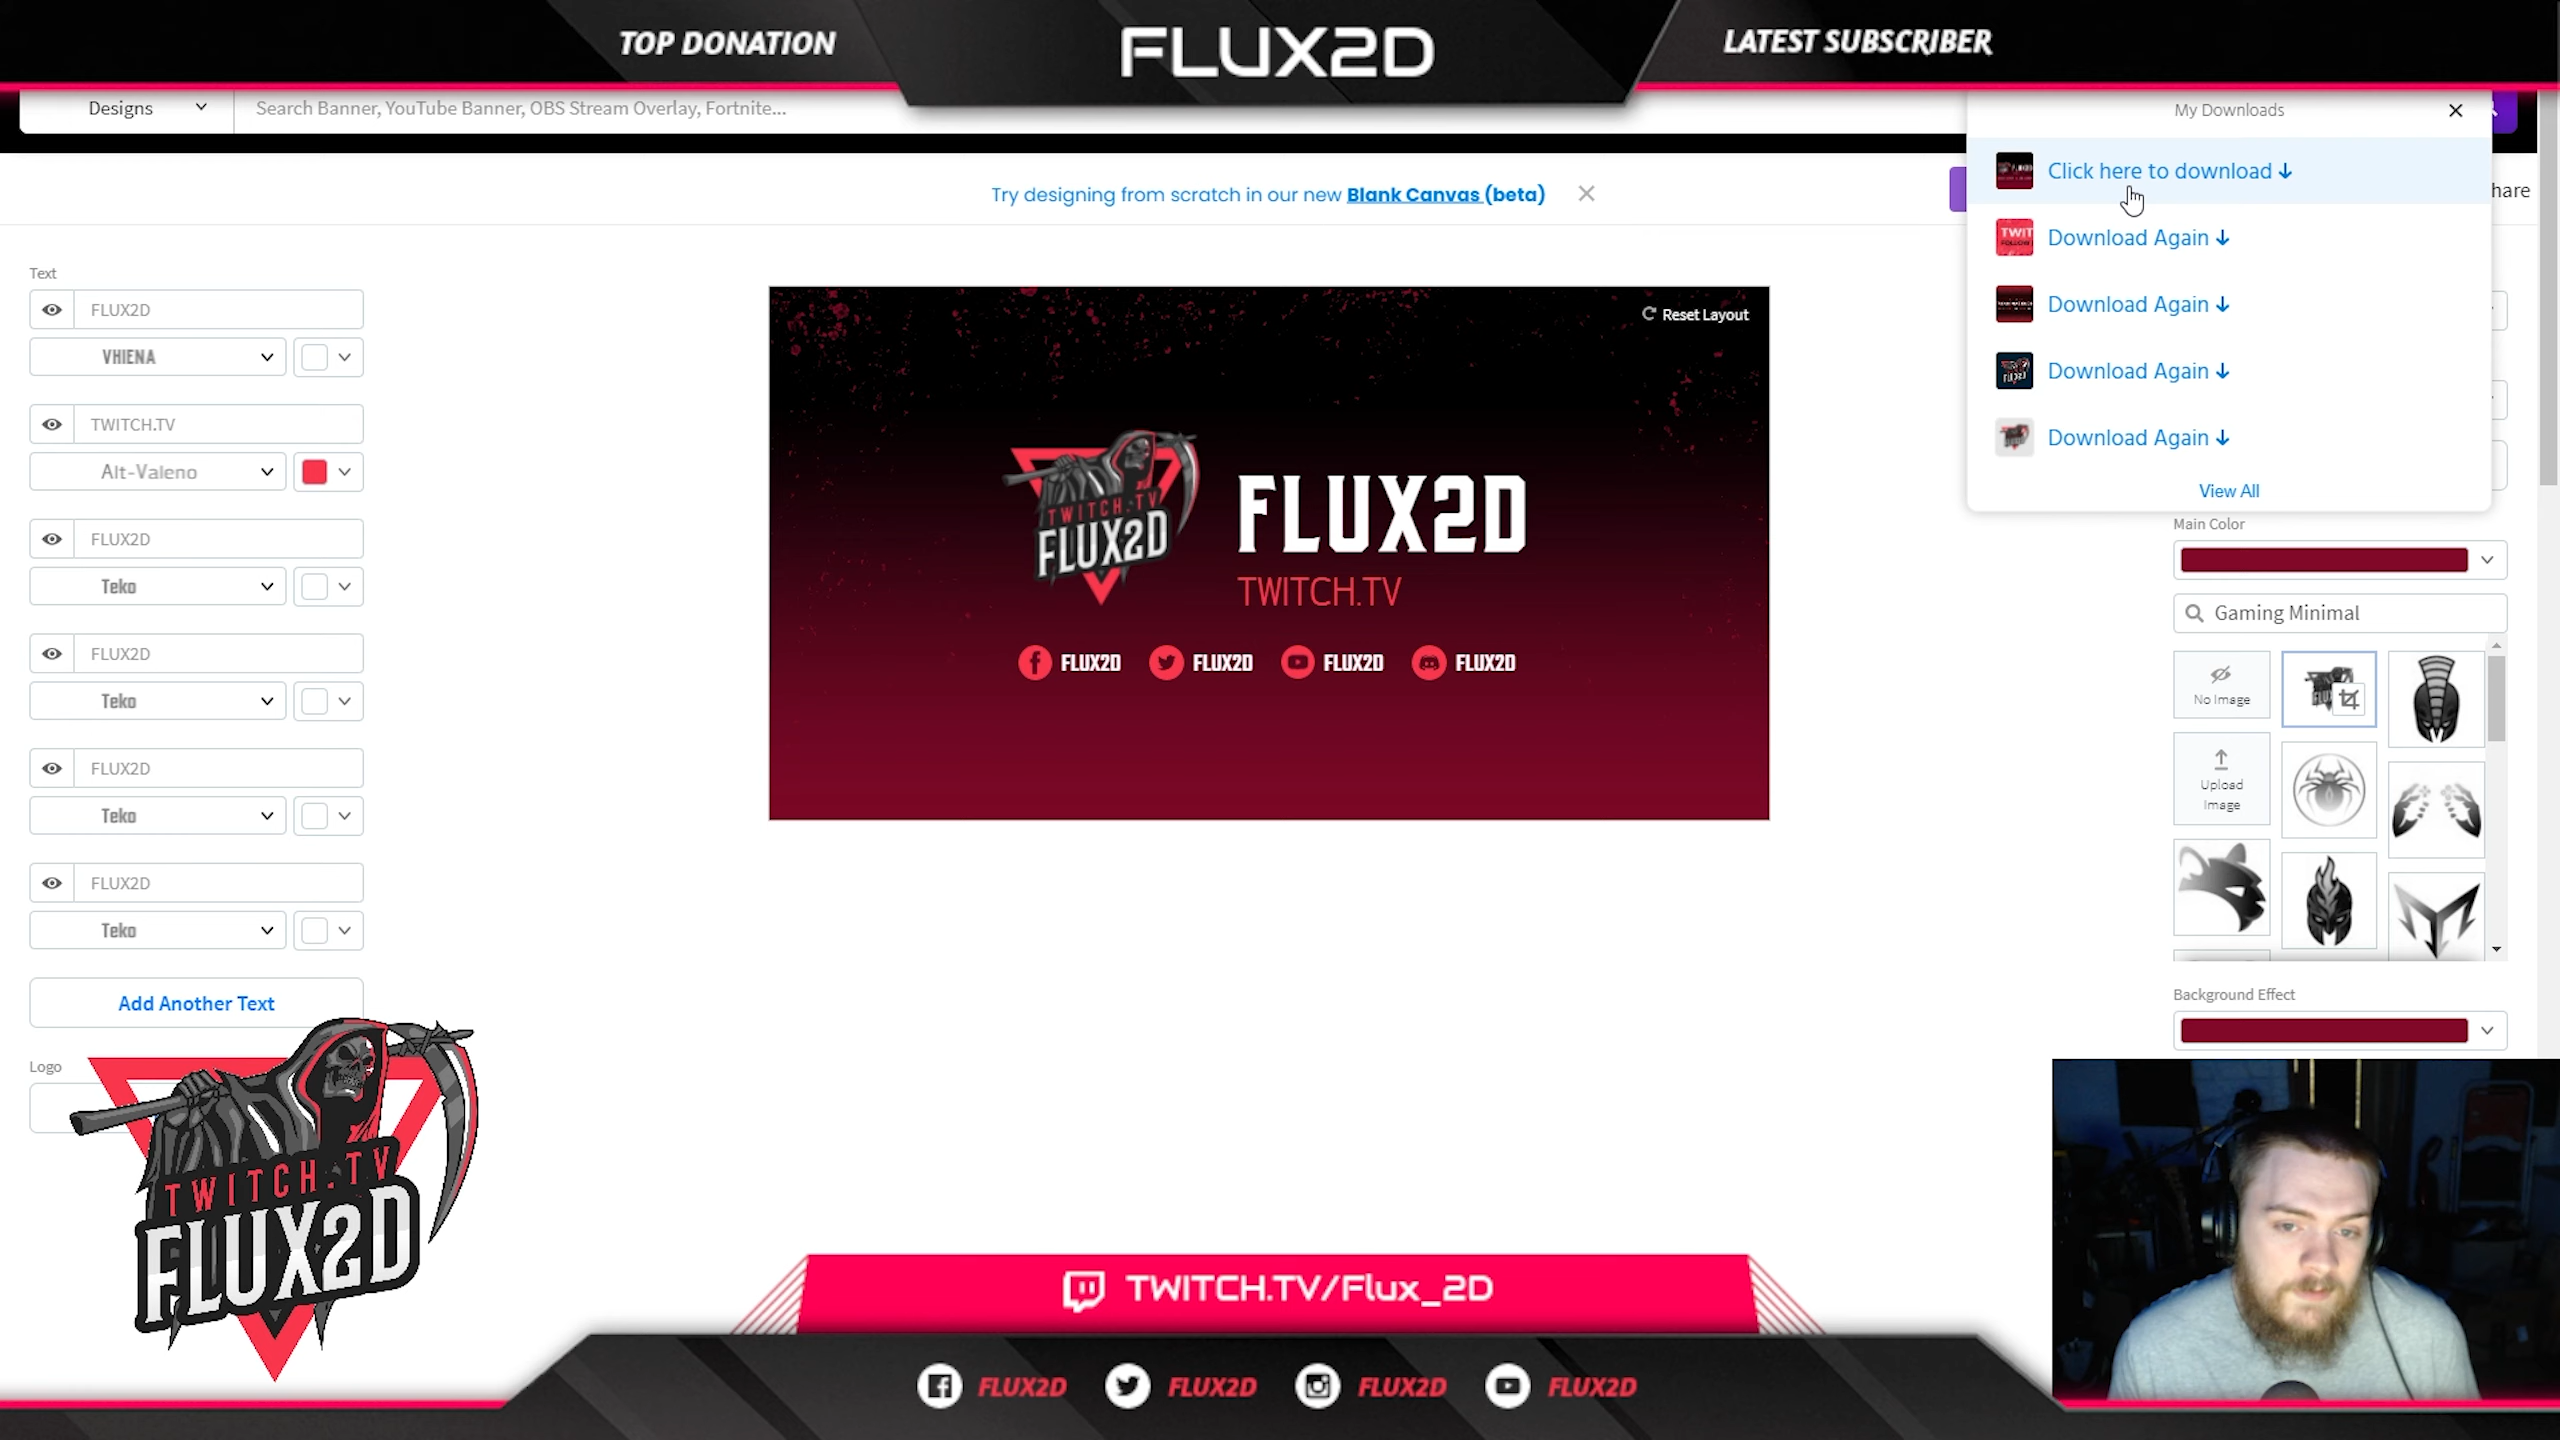 TOP DONATION
FLUX2D
LATEST SUBSCRIBER
Designs
Search Banner, YouTube Banner, OBS Stream Overlay, Fortnite...
My Downloads
Try designing from scratch in our new Blank Canvas (beta)
Click here to download
hare
Download Again
Download Again
Download Again
Download Again
View All
Text
FLUX2D
VHIENA
TWITCH.TV
Alt-Valeno
FLUX2D
Teko
FLUX2D
Teko
FLUX2D
Teko
FLUX2D
Teko
Add Another Text
Logo
Reset Layout
TWITCH.TV
FLUX2D
FLUX2D
TWITCH.TV
FLUX2D FLUX2D FLUX2D FLUX2D
Main Color
Gaming Minimal
No Image
Upload
Image
Background Effect
TWITCH.TV
FLUX2D
TWITCH.TV/Flux_2D
FLUX2D FLUX2D FLUX2D FLUX2D